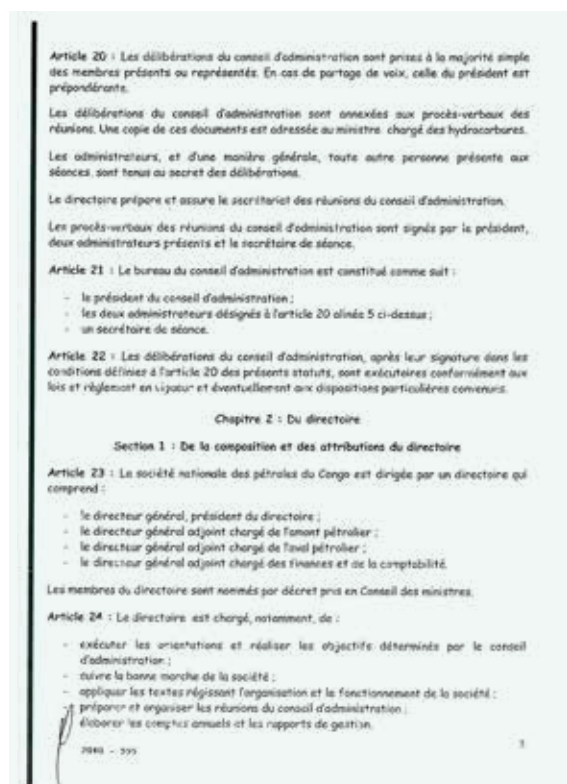 Article 20 : Les délibérations du conseil d'administration sont prises à la majorité simple
des membres présents ou représentés. En cas de partage de voix, celle du président est
prépondérante.
Les délibérations du conseil d'administration sont annexées aux procès-verbaux des
réunions. Une copie de ces documents est adressée au ministre chargé des hydrocarbures.
Les administrateurs, et d'une manière générale, toute autre personne présente aux
séances, sont tenus au secret des délibérations.
Le directoire prépare et assure le secrétariat des réunions du conseil d'administration.
Les procès-verbaux des réunions du conseil d'administration sont signés par le président,
deux administrateurs présents et le secrétaire de séance.
Article 21 : Le bureau du conseil d'administration est constitué comme suit :
- le président du conseil d'administration ;
- les deux administrateurs désignés à l'article 20 alinéa 5 ci-dessus ;
- un secrétaire de séance.
Article 22 : Les délibérations du conseil d'administration, après leur signature dans les
conditions définies à l'article 20 des présents statuts, sont exécutoires conformément aux
lois et règlement en vigueur et éventuellement aux dispositions particulières convenues.
Chapitre 2 : Du directoire
Section 1 : De la composition et des attributions du directoire
Article 23 : La société nationale des pétroles du Congo est dirigée par un directoire qui
comprend :
- le directeur général, président du directoire ;
- le directeur général adjoint chargé de l'amont pétrolier ;
- le directeur général adjoint chargé de l'aval pétrolier ;
- le directeur général adjoint chargé des finances et de la comptabilité.
Les membres du directoire sont nommés par décret pris en Conseil des ministres.
Article 24 : Le directoire est chargé, notamment, de :
- exécuter les orientations et réaliser les objectifs déterminés par le conseil
d'administration ;
- suivre la bonne marche de la société ;
- appliquer les textes régissant l'organisation et le fonctionnement de la société ;
- préparer et organiser les réunions du conseil d'administration ;
- élaborer les comptes annuels et les rapports de gestion.